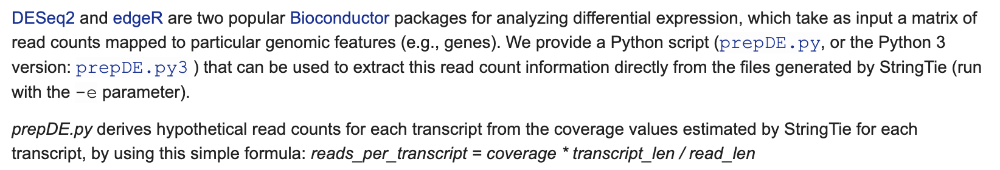 DESeq2 and edgeR are two popular Bioconductor packages for analyzing differential expression, which take as input a matrix of
read counts mapped to particular genomic features (e.g., genes). We provide a Python script (prepDE.py, or the Python 3
version: prepDE.py3 ) that can be used to extract this read count information directly from the files generated by StringTie (run
with the -e parameter).
prepDE.py derives hypothetical read counts for each transcript from the coverage values estimated by StringTie for each
transcript, by using this simple formula: reads_per_transcript = coverage * transcript_len / read_len